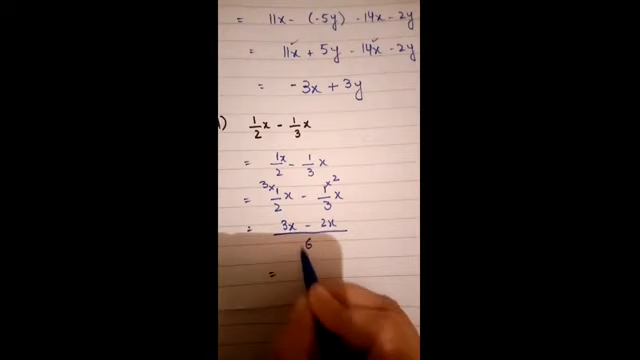 = 11x - (-5y) - 14x - 2y
= 11x + 5y - 14x - 2y
= -3x + 3y
) 1/2 x - 1/3 x
= 1x/2 - 1/3 x
= 3× 1/2 x - 1×2/3 x
= 3x - 2x / 6
=